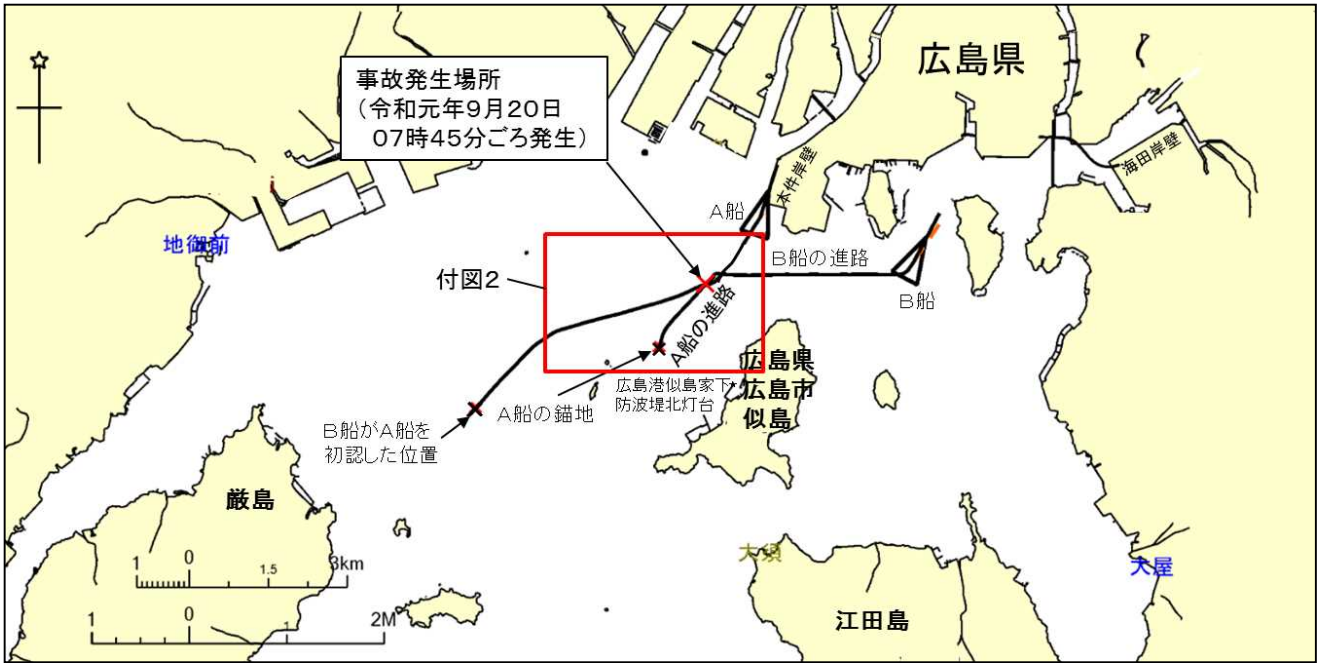 広島県
事故発生場所
(令和元年9月20日
07時45分ごろ発生)
海田岸壁
本件岸壁
A船
地御前
B船の進路
付図2
B船
A船の進路
広島県
広島市
似島
広島港似島家下
防波堤北灯台
A船の錨地
B船がA船を
初認した位置
厳島
1 0 1.5 3km
大須
大屋
1 0 1 2M
江田島